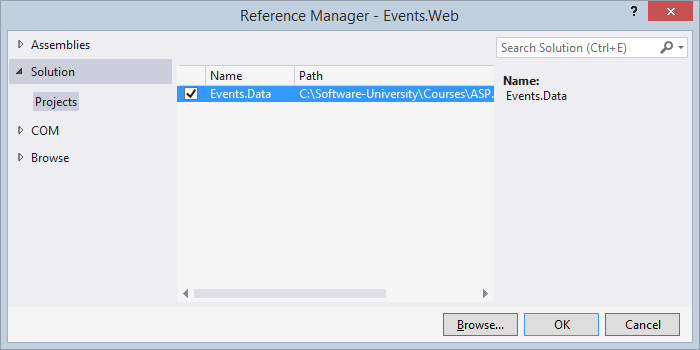 Reference Manager - Events.Web
? x
Assemblies
Solution
Projects
COM
Browse
Name Path
Events.Data C:\Software-University\Courses\ASP.
Search Solution (Ctrl+E)
Name:
Events.Data
Browse... OK Cancel